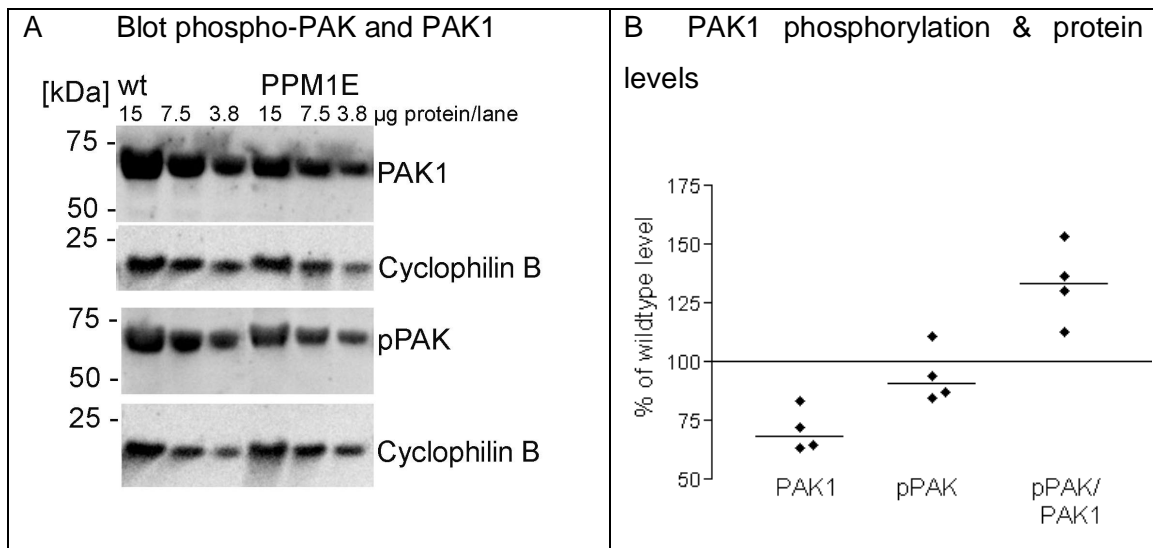 A Blot phospho-PAK and PAK1
[kDa] wt PPM1E
15 7.5 3.8 15 7.5 3.8 µg protein/lane
75 -
PAK1
50 -
25 -
Cyclophilin B
75 -
pPAK
50 -
25 -
Cyclophilin B
B PAK1 phosphorylation & protein
levels
% of wildtype level
175
150
125
100
75
50
PAK1 pPAK pPAK/
PAK1